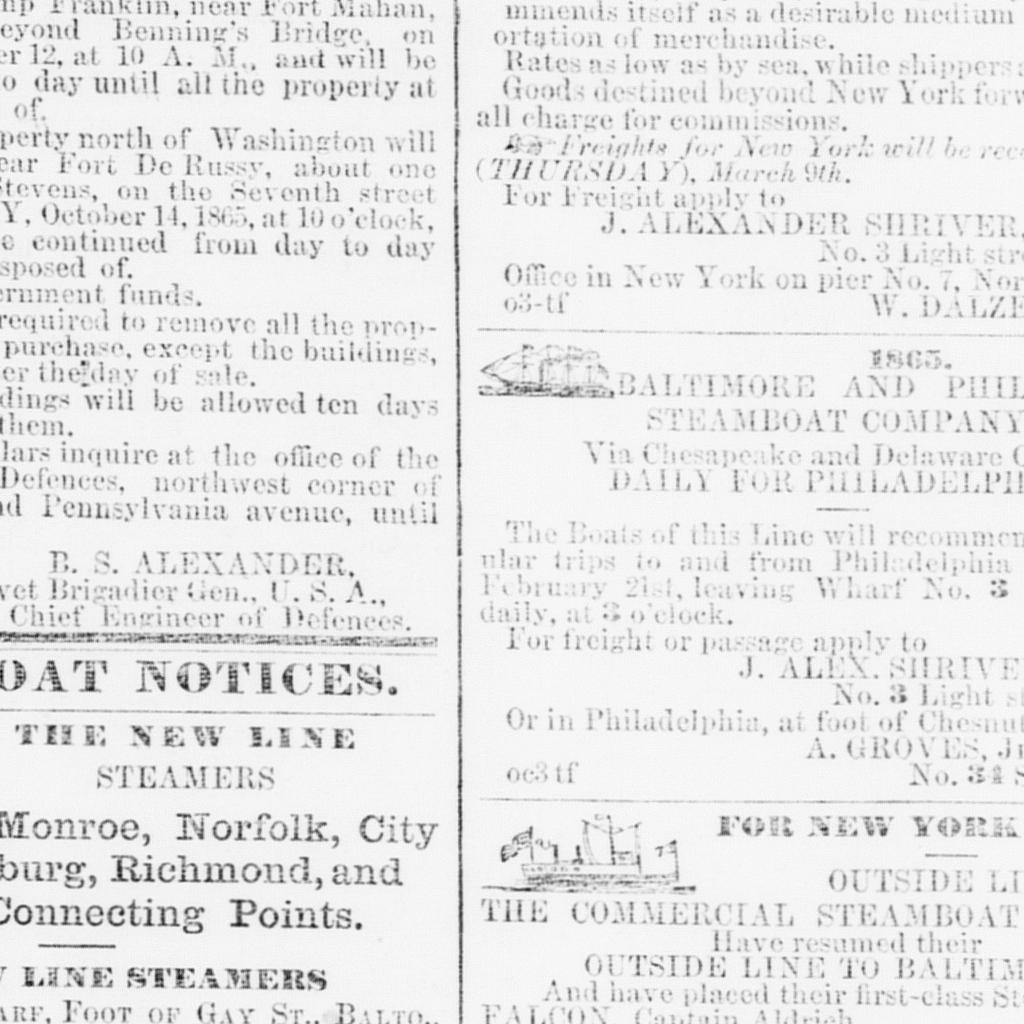 mp Franklin, near Fort Mahan,
eyond Benning's Bridge, on
er 12, at 10 A. M., and will be
o day until all the property at
of.
perty north of Washington will
ear Fort De Russy, about one
Stevens, on the Seventh street
Y, October 14, 1865, at 10 o'clock,
e continued from day to day
sposed of.
ernment funds.
required to remove all the prop-
purchase, except the buildings,
er the day of sale.
dings will be allowed ten days
them.
lars inquire at the office of the
Defences, northwest corner of
nd Pennsylvania avenue, until
B. S. ALEXANDER,
vet Brigadier Gen., U. S. A.,
Chief Engineer of Defences.
OAT NOTICES.
THE NEW LINE
STEAMERS
Monroe, Norfolk, City
burg, Richmond, and
Connecting Points.
LINE STEAMERS
ARF, FOOT OF GAY ST., BALTO.,
mmends itself as a desirable medium
ortation of merchandise.
Rates as low as by sea, while shippers
Goods destined beyond New York forw
all charge for commissions.
Freights for New York will be rece
(THURSDAY), March 9th.
For Freight apply to
J. ALEXANDER SHRIVER,
No. 3 Light stre
Office in New York on pier No. 7, Nor
o3-tf W. DALZE
1865.
BALTIMORE AND PHIL
STEAMBOAT COMPANY
Via Chesapeake and Delaware C
DAILY FOR PHILADELPHI
The Boats of this Line will recommen
ular trips to and from Philadelphia
February 21st, leaving Wharf No. 3
daily, at 3 o'clock.
For freight or passage apply to
J. ALEX. SHRIVE
No. 3 Light st
Or in Philadelphia, at foot of Chesnut
A. GROVES, Jr
oc3 tf No. 34 S
FOR NEW YORK
OUTSIDE LI
THE COMMERCIAL STEAMBOAT
Have resumed their
OUTSIDE LINE TO BALTIM
And have placed their first-class St
FALCON, Captain Aldrich